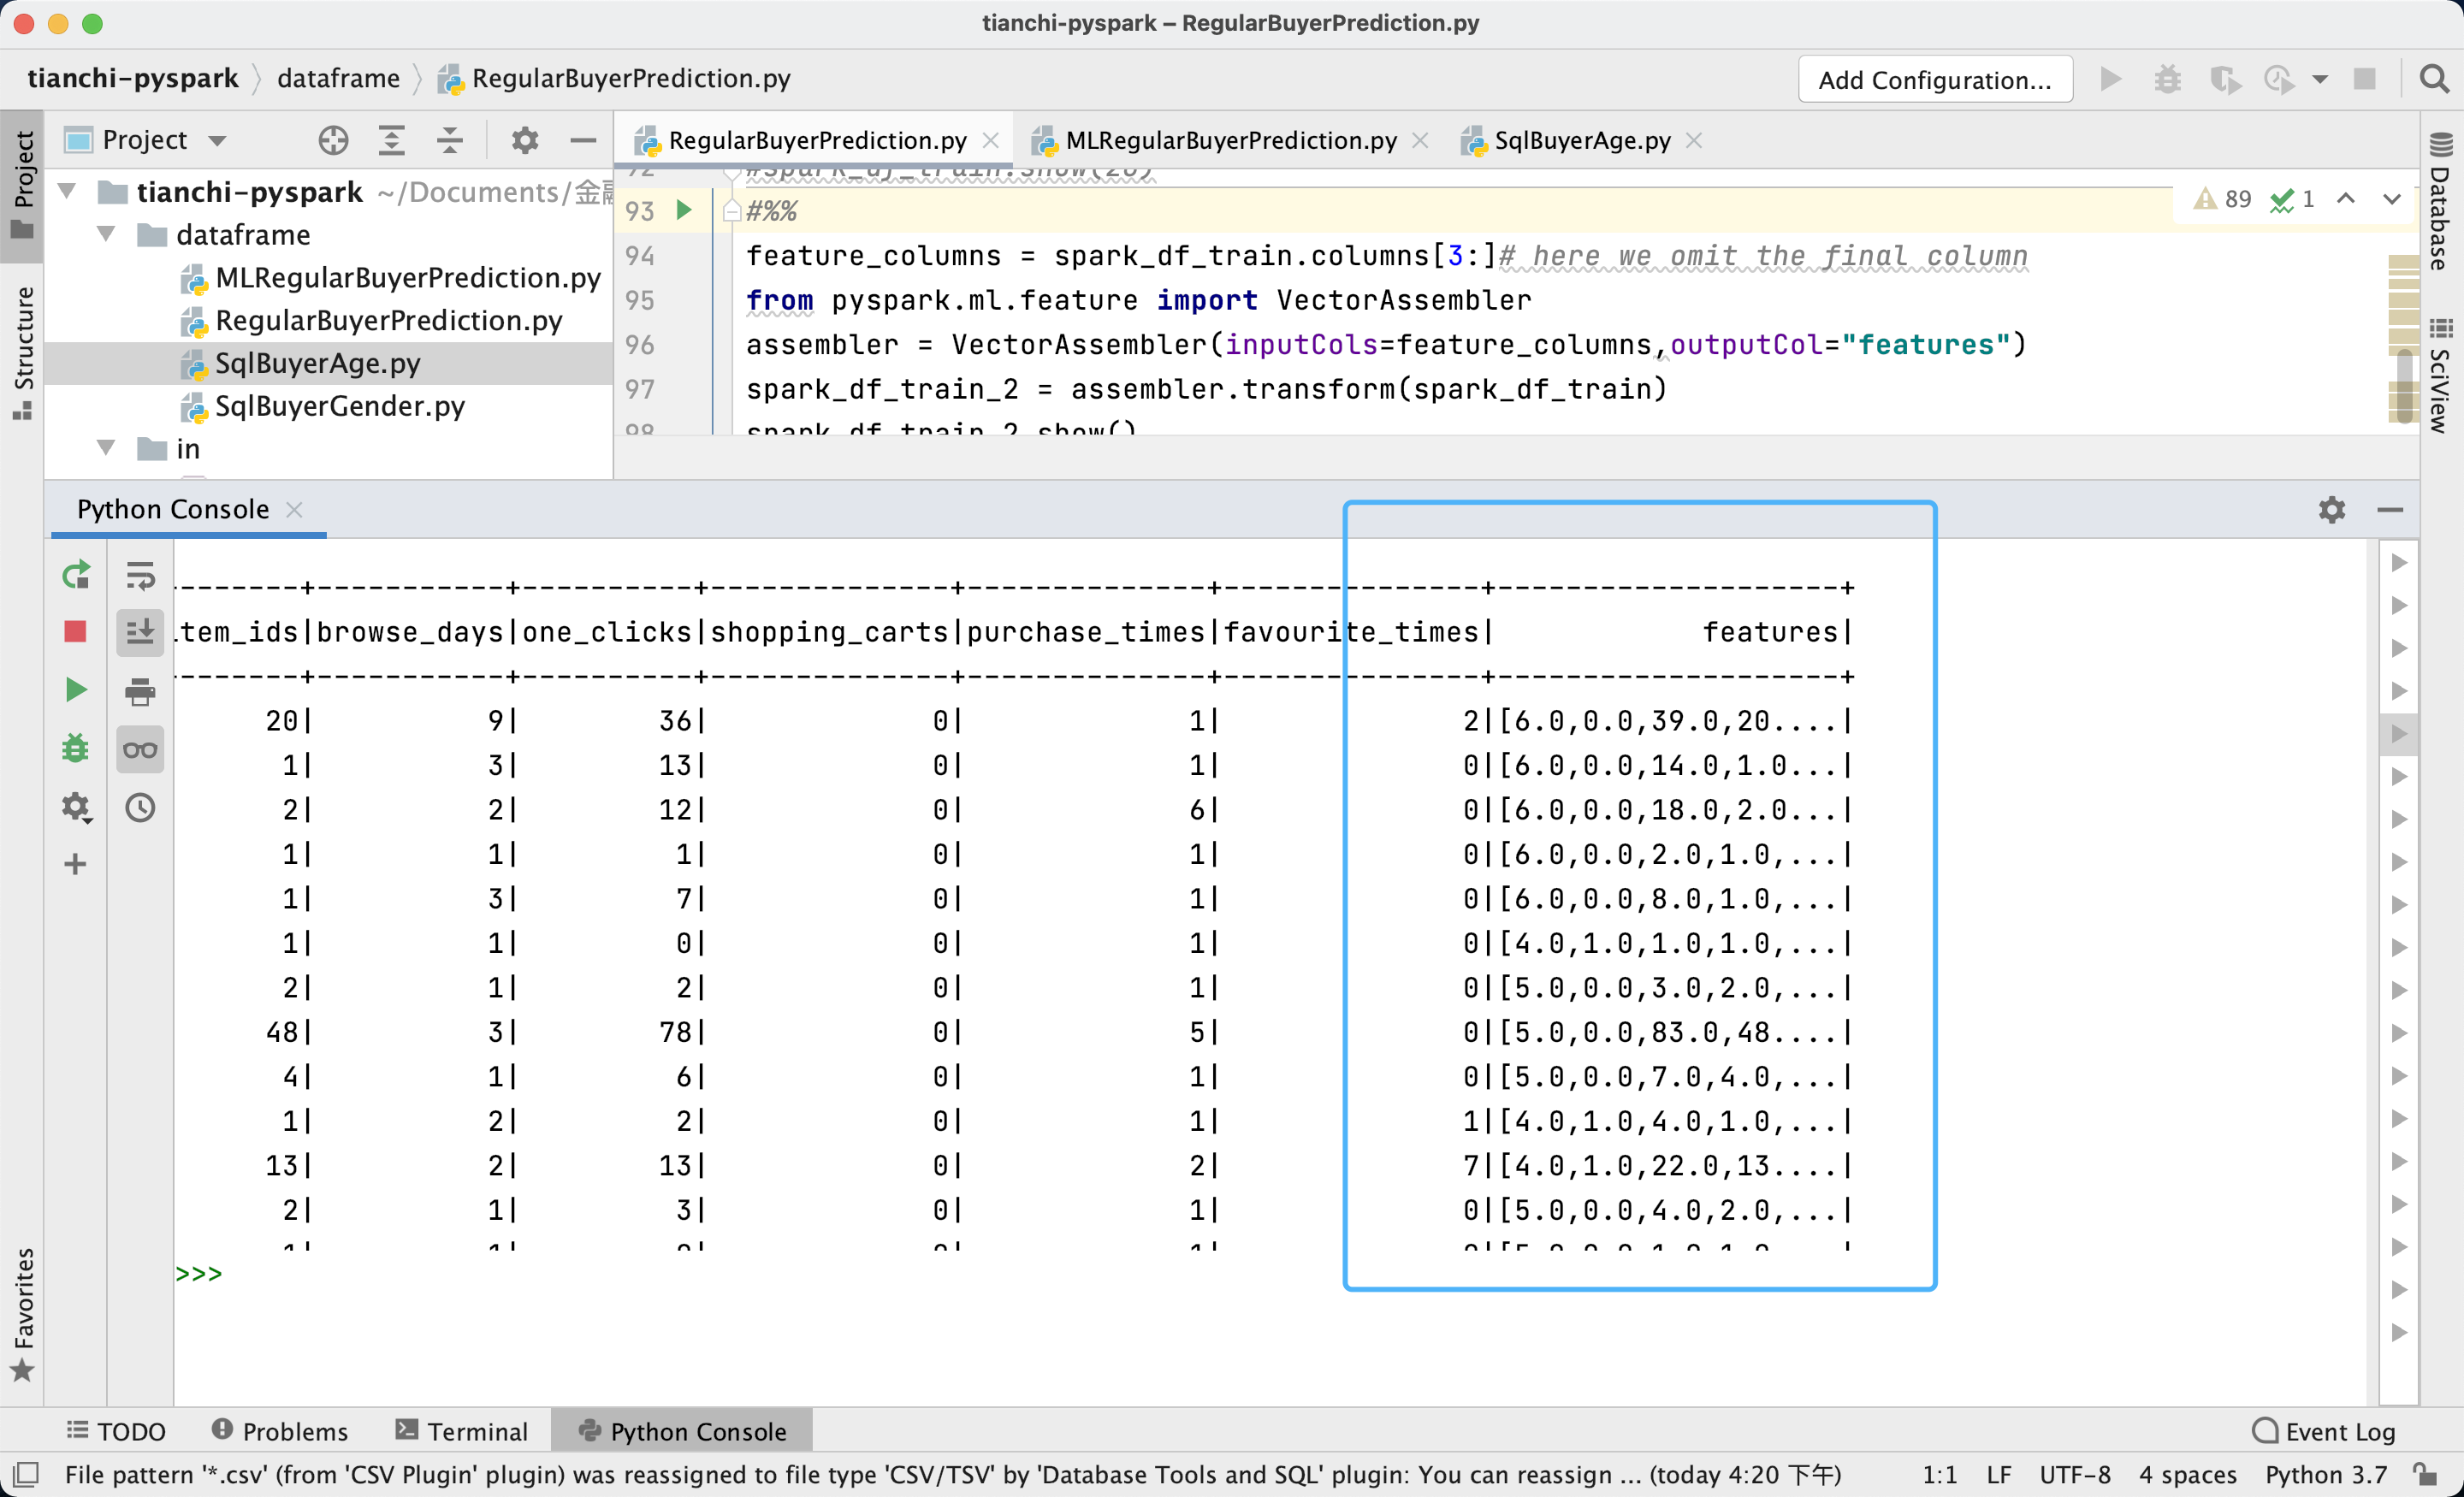 tianchi-pyspark – RegularBuyerPrediction.py
tianchi-pyspark dataframe RegularBuyerPrediction.py Add Configuration...
Project RegularBuyerPrediction.py MLRegularBuyerPrediction.py SqlBuyerAge.py
Project
Structure
Favorites
Database
SciView
tianchi-pyspark ~/Documents/金
dataframe
MLRegularBuyerPrediction.py
RegularBuyerPrediction.py
SqlBuyerAge.py
SqlBuyerGender.py
in
92 #spark_df_train.show(20)
93 #%% 89 1
94 feature_columns = spark_df_train.columns[3:]# here we omit the final column
95 from pyspark.ml.feature import VectorAssembler
96 assembler = VectorAssembler(inputCols=feature_columns,outputCol="features")
97 spark_df_train_2 = assembler.transform(spark_df_train)
98 spark_df_train_2.show()
Python Console
--------+-----------+----------+--------------+--------------+---------------+--------------------+
tem_ids|browse_days|one_clicks|shopping_carts|purchase_times|favourite_times|            features|
--------+-----------+----------+--------------+--------------+---------------+--------------------+
20| 9| 36| 0| 1| 2|[6.0,0.0,39.0,20....|
1| 3| 13| 0| 1| 0|[6.0,0.0,14.0,1.0...|
2| 2| 12| 0| 6| 0|[6.0,0.0,18.0,2.0...|
1| 1| 1| 0| 1| 0|[6.0,0.0,2.0,1.0,...|
1| 3| 7| 0| 1| 0|[6.0,0.0,8.0,1.0,...|
1| 1| 0| 0| 1| 0|[4.0,1.0,1.0,1.0,...|
2| 1| 2| 0| 1| 0|[5.0,0.0,3.0,2.0,...|
48| 3| 78| 0| 5| 0|[5.0,0.0,83.0,48....|
4| 1| 6| 0| 1| 0|[5.0,0.0,7.0,4.0,...|
1| 2| 2| 0| 1| 1|[4.0,1.0,4.0,1.0,...|
13| 2| 13| 0| 2| 7|[4.0,1.0,22.0,13....|
2| 1| 3| 0| 1| 0|[5.0,0.0,4.0,2.0,...|
>>>
TODO Problems Terminal Python Console Event Log
File pattern '*.csv' (from 'CSV Plugin' plugin) was reassigned to file type 'CSV/TSV' by 'Database Tools and SQL' plugin: You can reassign ... (today 4:20 下午) 1:1 LF UTF-8 4 spaces Python 3.7